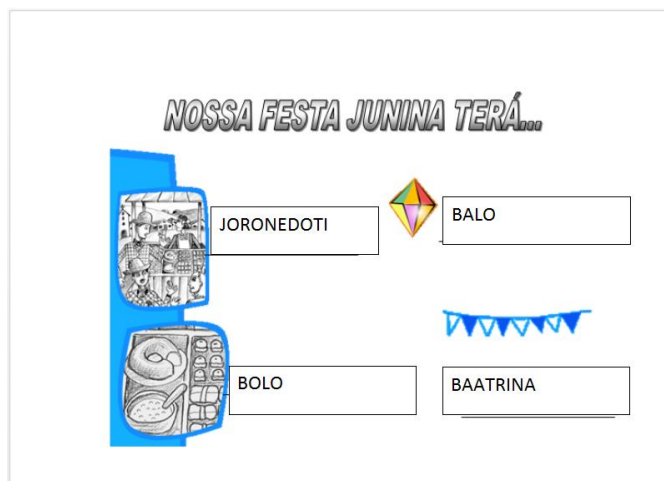 NOSSA FESTA JUNINA TERÁ...
JORONEDOTI
BALO
BOLO
BAATRINA